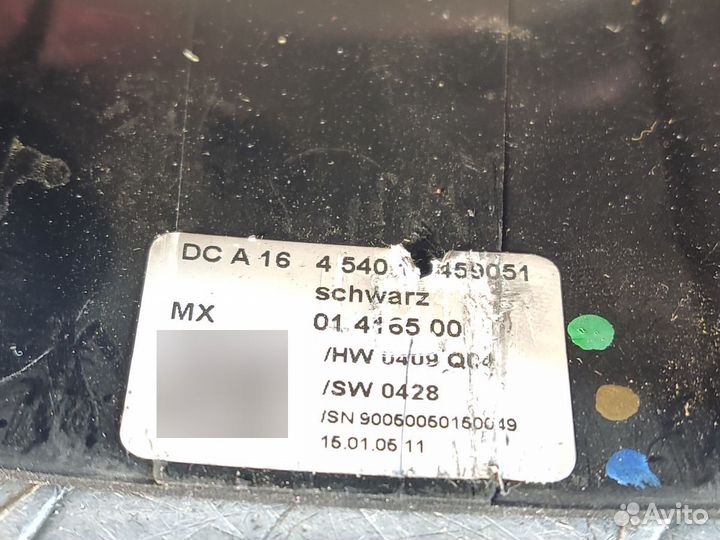 DC A 16 4 540 459051
schwarz
MX 01 4165 00
/HW 0409 Q04
/SW 0428
/SN 90050050150049
15.01.05 11
Avito